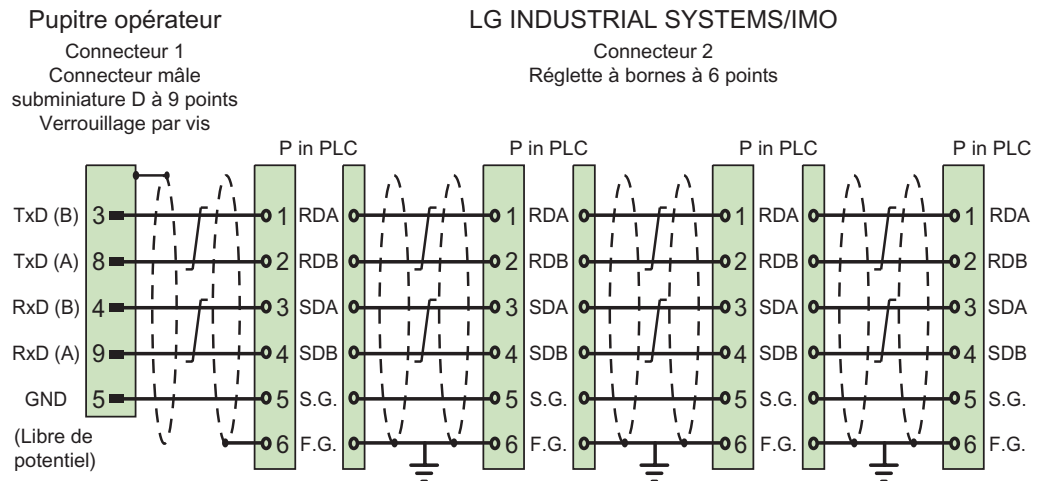 Pupitre opérateur
LG INDUSTRIAL SYSTEMS/IMO
Connecteur 1
Connecteur mâle
subminiature D à 9 points
Verrouillage par vis
Connecteur 2
Réglette à bornes à 6 points
P in PLC P in PLC P in PLC P in PLC
TxD (B) 3 1 RDA 1 RDA 1 RDA 1 RDA
TxD (A) 8 2 RDB 2 RDB 2 RDB 2 RDB
RxD (B) 4 3 SDA 3 SDA 3 SDA 3 SDA
RxD (A) 9 4 SDB 4 SDB 4 SDB 4 SDB
GND 5 5 S.G. 5 S.G. 5 S.G. 5 S.G.
6 F.G. 6 F.G. 6 F.G. 6 F.G.
(Libre de
potentiel)